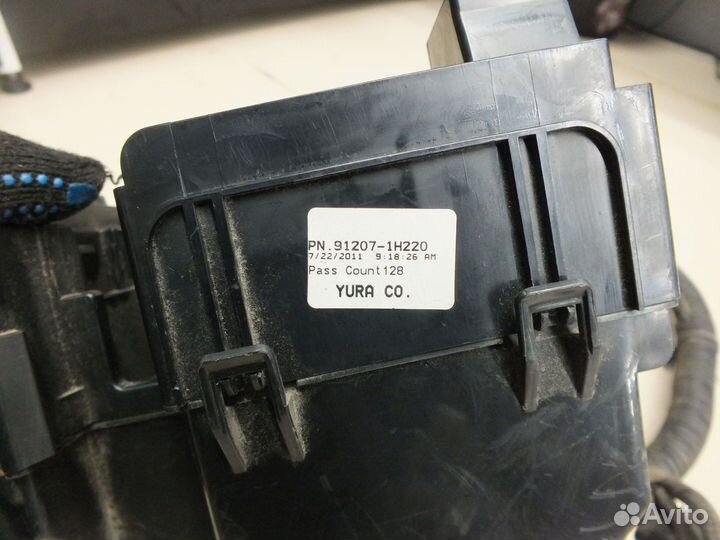 PN.91207-1H220
7/22/2011 9:18:26 AM
Pass Count128
YURA CO.
Avito